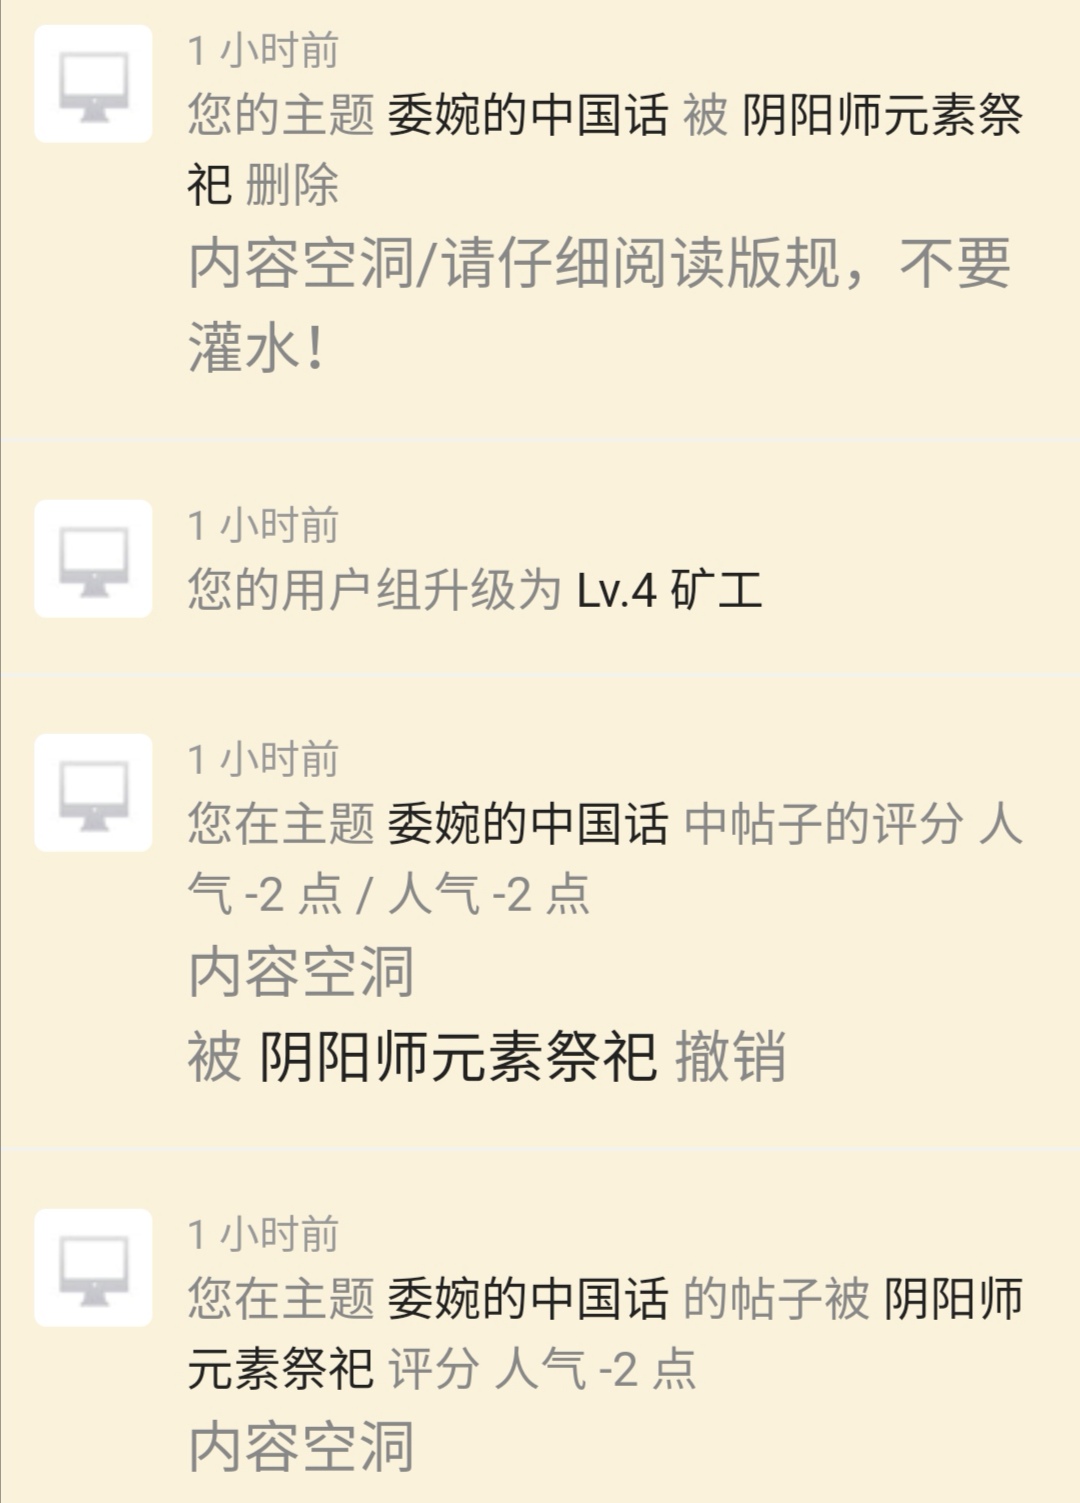 1 小时前
您的主题 委婉的中国话 被 阴阳师元素祭
祀 删除
内容空洞/请仔细阅读版规，不要
灌水！
1 小时前
您的用户组升级为 Lv.4 矿工
1 小时前
您在主题 委婉的中国话 中帖子的评分 人
气 -2 点 / 人气 -2 点
内容空洞
被 阴阳师元素祭祀 撤销
1 小时前
您在主题 委婉的中国话 的帖子被 阴阳师
元素祭祀 评分 人气 -2 点
内容空洞